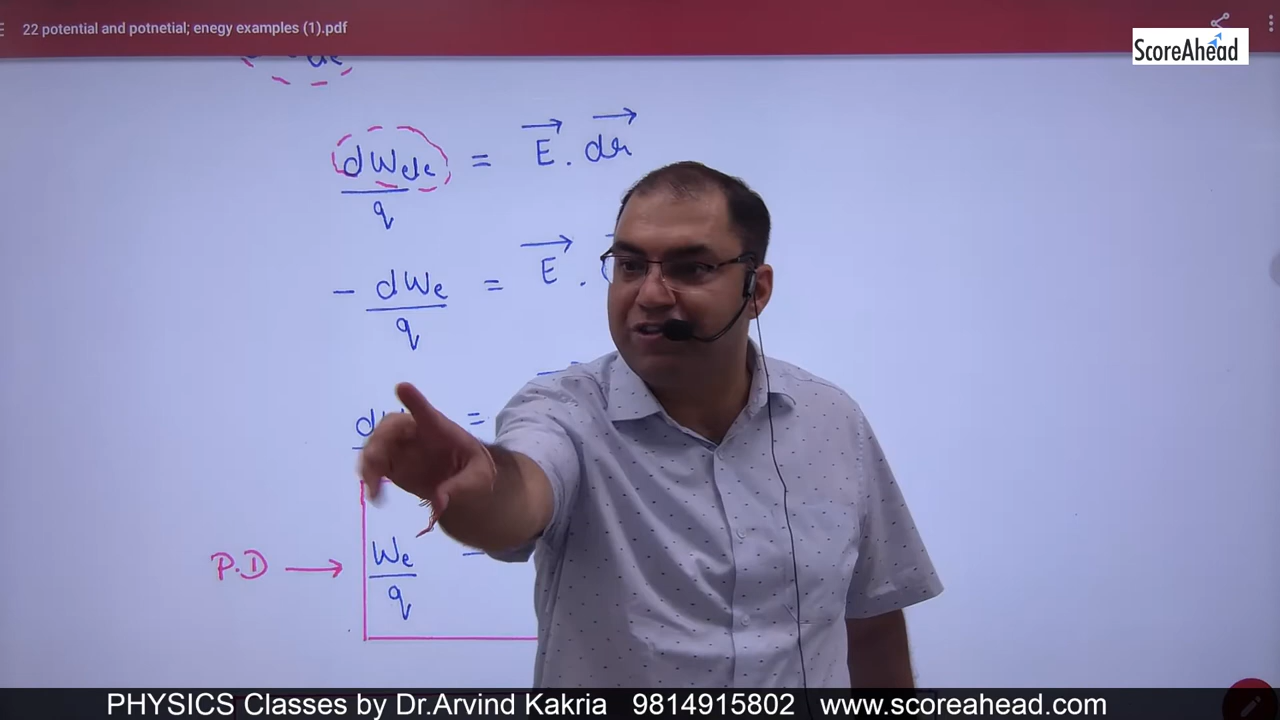 22 potential and potnetial; enegy examples (1).pdf
ScoreAhead
dWele/q = E⃗ . dr⃗
- dWe/q = E⃗ .
=
P.D → We/q
PHYSICS Classes by Dr.Arvind Kakria 9814915802 www.scoreahead.com